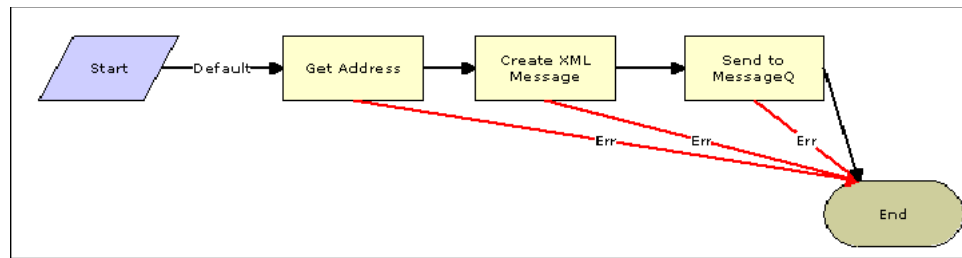 Start
Default
Get Address
Create XML
Message
Send to
MessageQ
Err
Err
Err
End